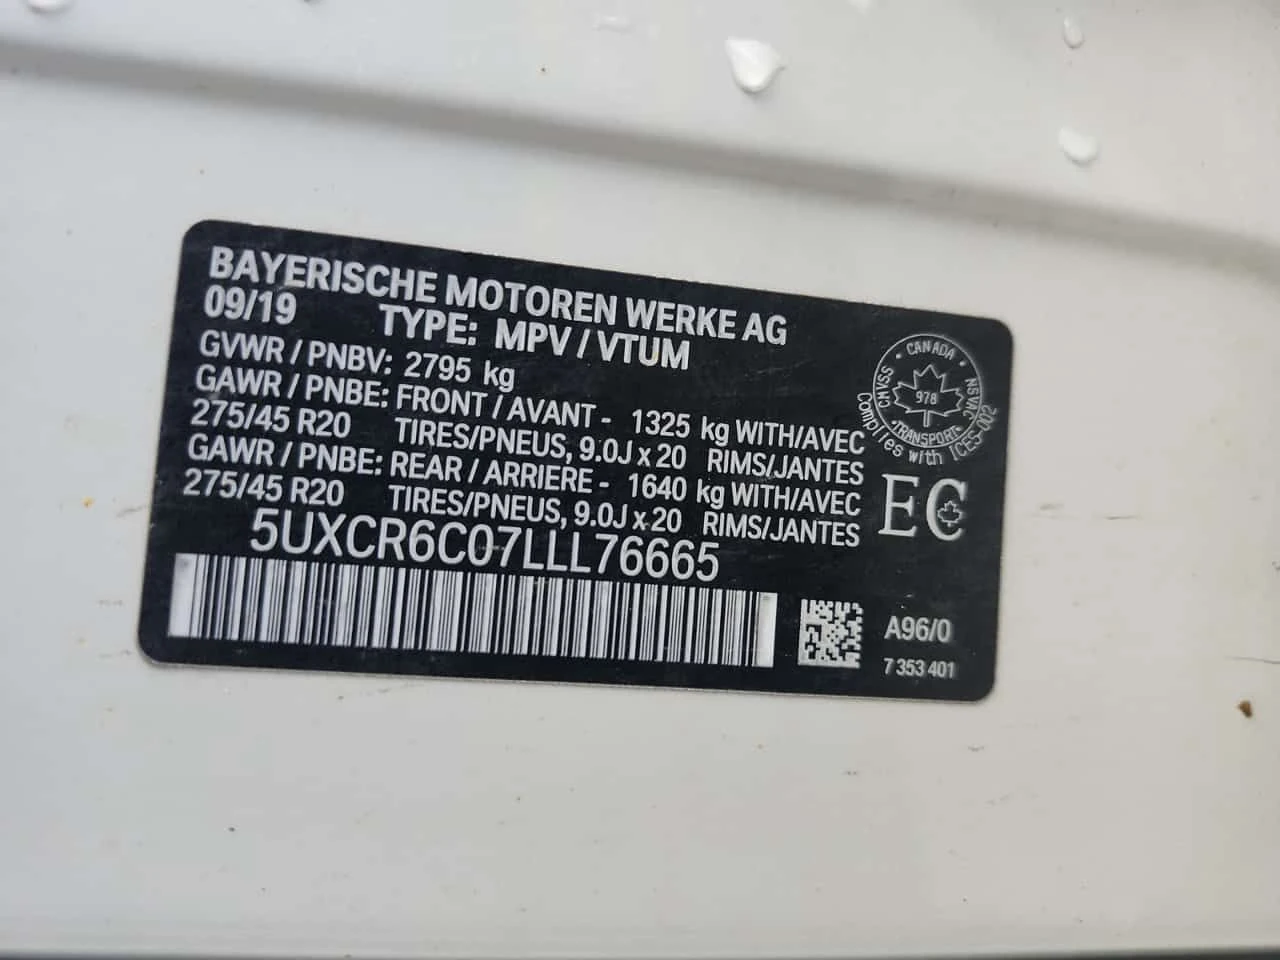 BAYERISCHE MOTOREN WERKE AG
09/19 TYPE: MPV / VTUM
GVWR / PNBV: 2795 kg
GAWR / PNBE: FRONT / AVANT - 1325 kg WITH/AVEC
275/45 R20 TIRES/PNEUS, 9.0J x 20 RIMS/JANTES
GAWR / PNBE: REAR / ARRIERE - 1640 kg WITH/AVEC
275/45 R20 TIRES/PNEUS, 9.0J x 20 RIMS/JANTES
5UXCR6C07LLL76665
CANADA
CMVSS
NSVAC
978
TRANSPORT
Complies with ICES-002
EC
A96/0
7 353 401